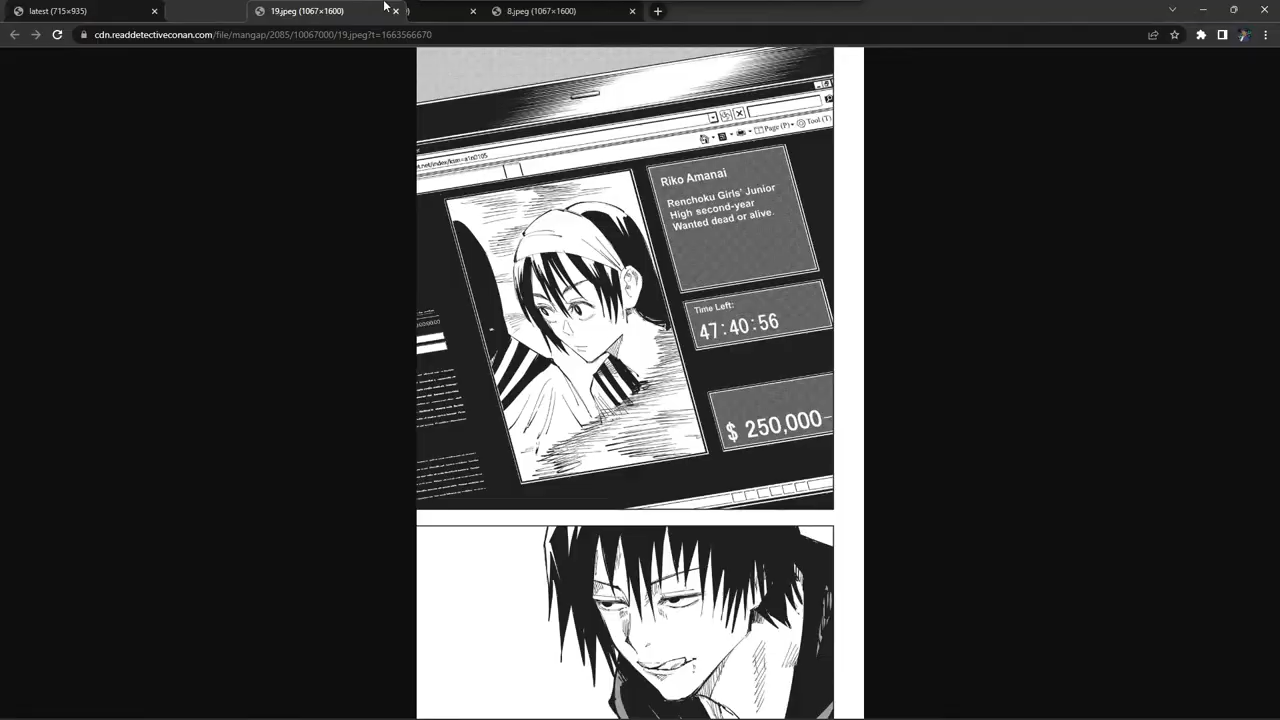 latest (715×935)
19.jpeg (1067×1600)
8.jpeg (1067×1600)
cdn.readdetectiveconan.com/file/mangap/2085/10067000/19.jpeg?t=1663566670
Page (P)
Tool (T)
Riko Amanai
Renchoku Girls' Junior
High second-year
Wanted dead or alive.
Time Left:
47:40:56
$ 250,000-